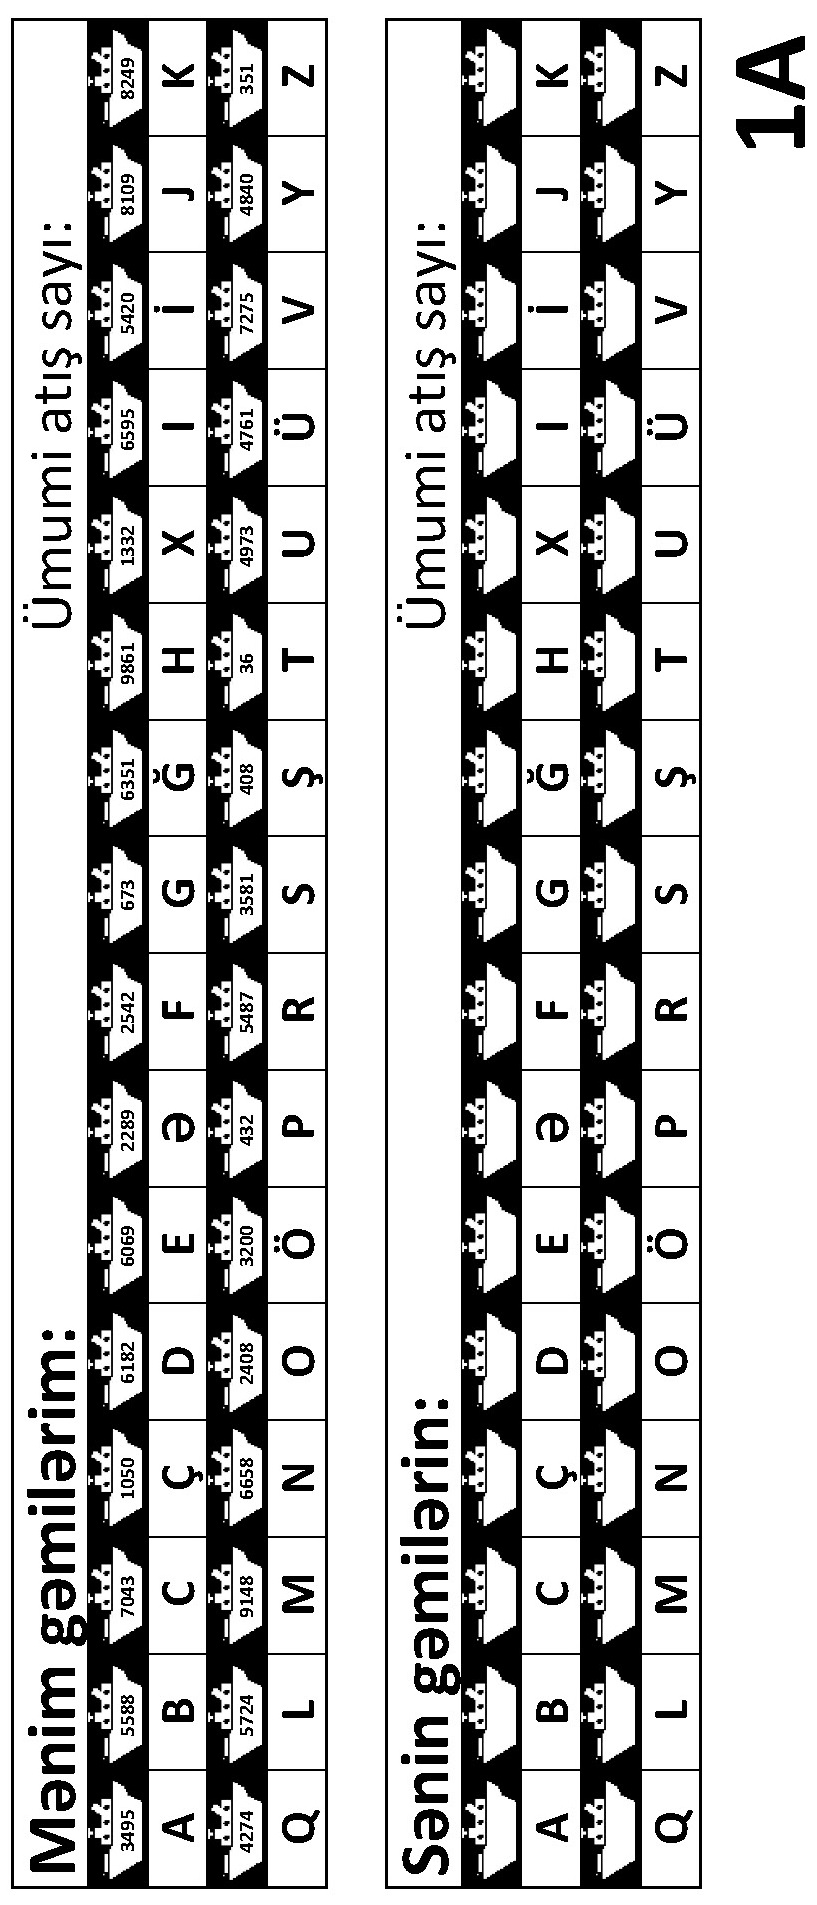 Mənim gəmilərim: Ümumi atış sayı:
3495 5588 7043 1050 6182 6069 2289 2542 673 6351 9861 1332 6595 5420 8109 8249
A B C Ç D E Ə F G Ğ H X I İ J K
4274 5724 9148 6658 2408 3200 432 5487 3581 408 36 4973 4761 7275 4840 351
Q L M N O Ö P R S Ş T U Ü V Y Z
Sənin gəmilərin: Ümumi atış sayı:
A B C Ç D E Ə F G Ğ H X I İ J K
Q L M N O Ö P R S Ş T U Ü V Y Z
1A